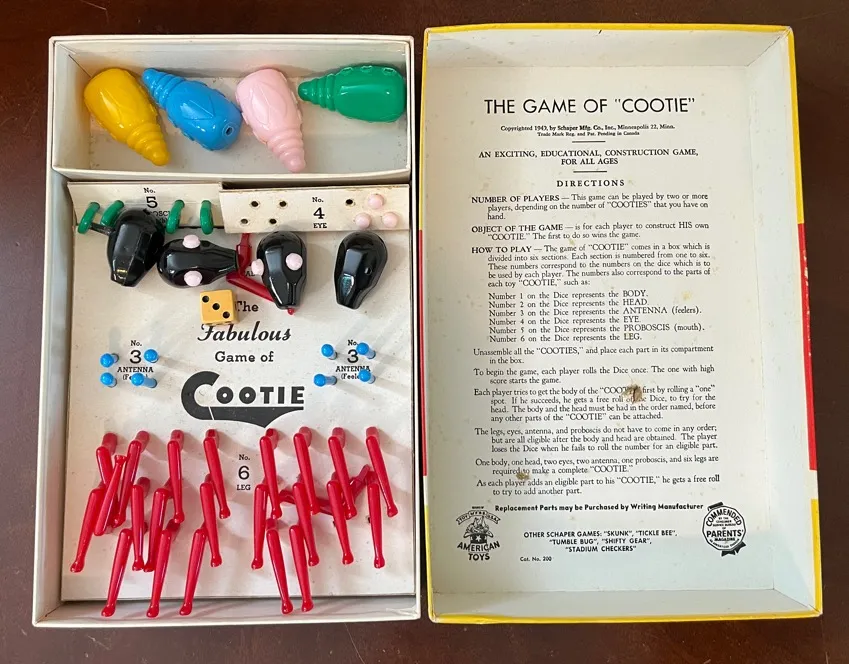 No.
5
No.
4
EYE
The
Fabulous
Game of
COOTIE
No.
3
ANTENNA
No.
3
ANTENNA
No.
6
LEG
THE GAME OF "COOTIE"
Copyrighted 1949, by Schaper Mfg. Co., Inc., Minneapolis 22, Minn.
Trade Mark Reg. and Pat. Pending in Canada
AN EXCITING, EDUCATIONAL, CONSTRUCTION GAME,
FOR ALL AGES
DIRECTIONS
NUMBER OF PLAYERS — This game can be played by two or more
players, depending on the number of "COOTIES" that you have on
hand.
OBJECT OF THE GAME — is for each player to construct HIS own
"COOTIE." The first to do so wins the game.
HOW TO PLAY — The game of "COOTIE" comes in a box which is
divided into six sections. Each section is numbered from one to six.
These numbers correspond to the numbers on the dice which is to
be used by each player. The numbers also correspond to the parts of
each toy "COOTIE," such as:
Number 1 on the Dice represents the BODY.
Number 2 on the Dice represents the HEAD.
Number 3 on the Dice represents the ANTENNA (feelers).
Number 4 on the Dice represents the EYE.
Number 5 on the Dice represents the PROBOSCIS (mouth).
Number 6 on the Dice represents the LEG.
Unassemble all the "COOTIES," and place each part in its compartment
in the box.
To begin the game, each player rolls the Dice once. The one with high
score starts the game.
Each player tries to get the body of the "COOTIE" first by rolling a "one"
spot. If he succeeds, he gets a free roll of the Dice, to try for the
head. The body and the head must be had in the order named, before
any other parts of the "COOTIE" can be attached.
The legs, eyes, antenna, and proboscis do not have to come in any order;
but are all eligible after the body and head are obtained. The player
loses the Dice when he fails to roll the number for an eligible part.
One body, one head, two eyes, two antenna, one proboscis, and six legs are
required to make a complete "COOTIE."
As each player adds an eligible part to his "COOTIE," he gets a free roll
to try to add another part.
Replacement Parts may be Purchased by Writing Manufacturer
AMERICAN
TOYS
OTHER SCHAPER GAMES: "SKUNK", "TICKLE BEE",
"TUMBLE BUG", "SHIFTY GEAR",
"STADIUM CHECKERS"
Cat. No. 200
COMMENDED
PARENTS'
MAGAZINE